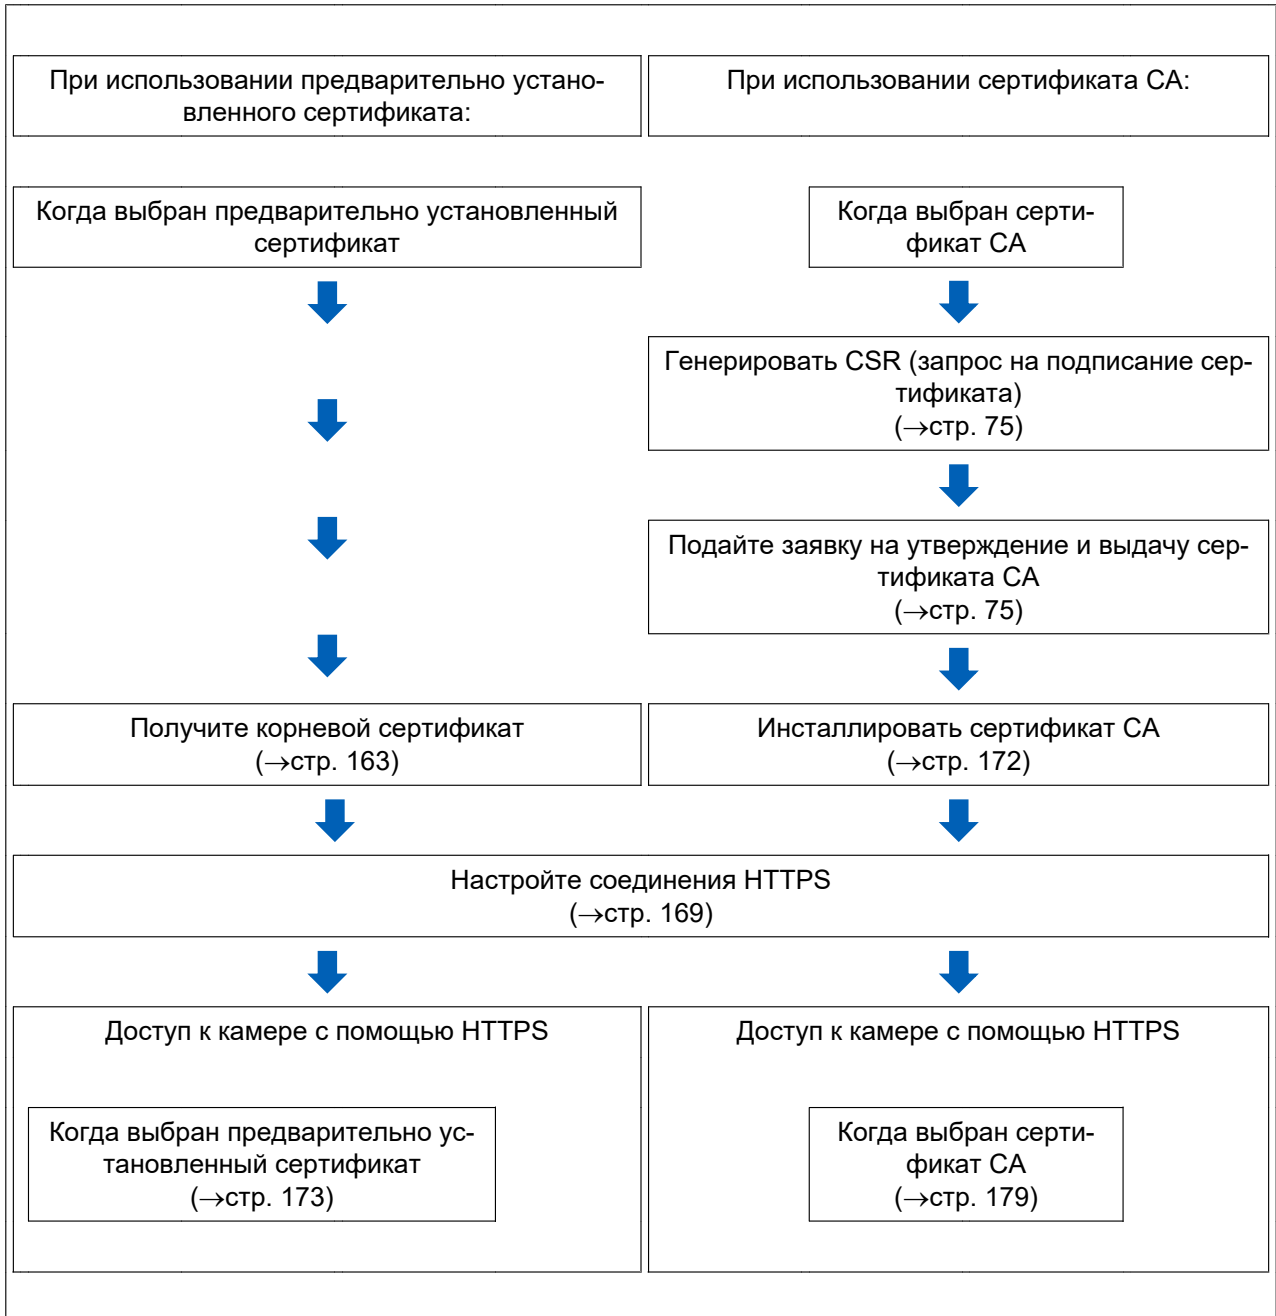 При использовании предварительно устано-
вленного сертификата:
При использовании сертификата CA:
Когда выбран предварительно установленный
сертификат
Когда выбран серти-
фикат CA
Генерировать CSR (запрос на подписание сер-
тификата)
(→стр. 75)
Подайте заявку на утверждение и выдачу сер-
тификата CA
(→стр. 75)
Получите корневой сертификат
(→стр. 163)
Инсталлировать сертификат CA
(→стр. 172)
Настройте соединения HTTPS
(→стр. 169)
Доступ к камере с помощью HTTPS
Когда выбран предварительно ус-
тановленный сертификат
(→стр. 173)
Доступ к камере с помощью HTTPS
Когда выбран серти-
фикат CA
(→стр. 179)